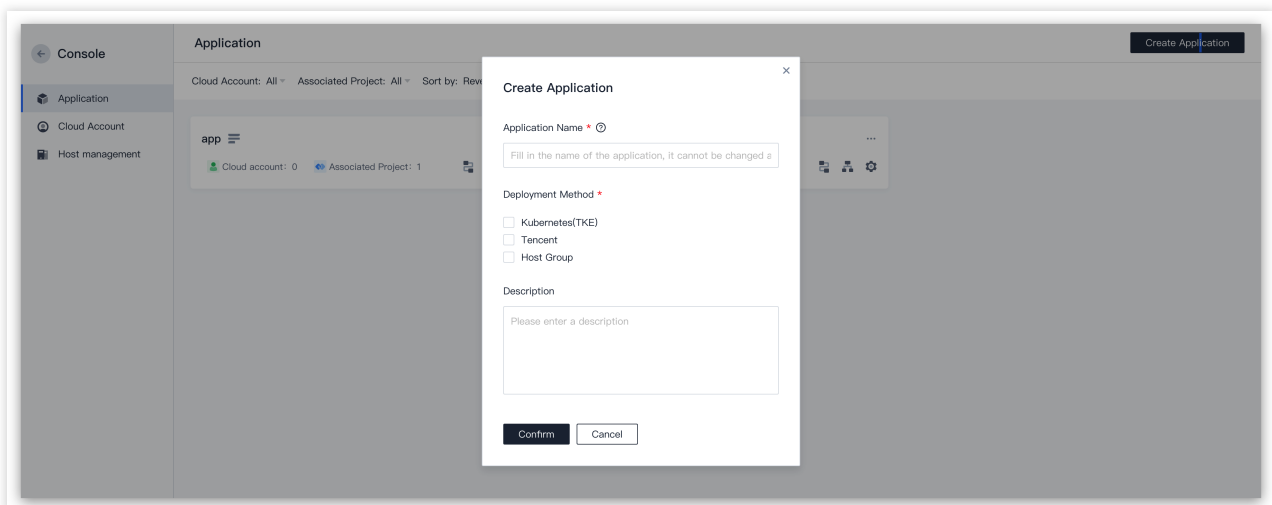 Console
Application
Cloud Account
Host management
Application
Create Application
Cloud Account: All Associated Project: All Sort by: Reve
app
Cloud account: 0 Associated Project: 1
...
Create Application
Application Name * ?
Fill in the name of the application, it cannot be changed a
Deployment Method *
Kubernetes(TKE)
Tencent
Host Group
Description
Please enter a description
Confirm Cancel